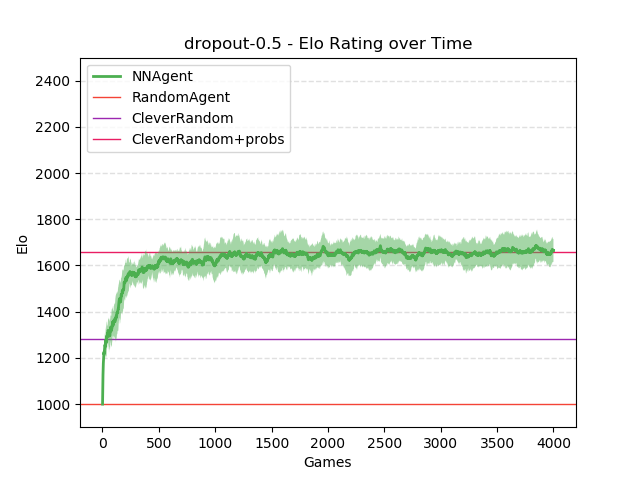 dropout-0.5 - Elo Rating over Time
NNAgent
RandomAgent
CleverRandom
CleverRandom+probs
2400
2200
2000
1800
1600
1400
1200
1000
Elo
0 500 1000 1500 2000 2500 3000 3500 4000
Games